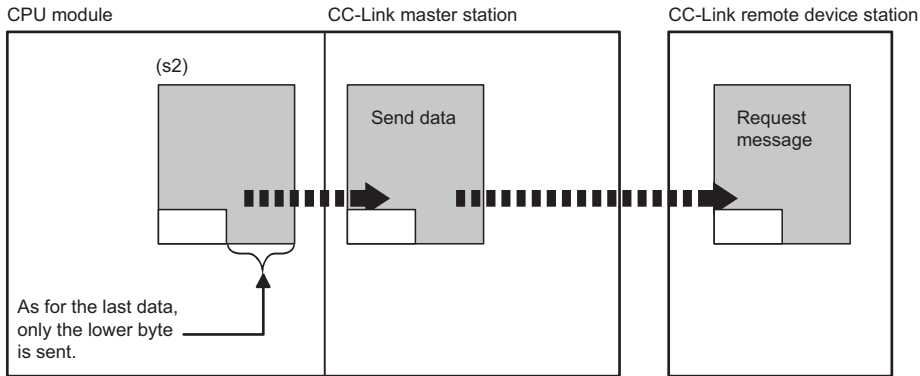 CPU module
CC-Link master station
CC-Link remote device station
(s2)
Send data
Request
message
As for the last data,
only the lower byte
is sent.